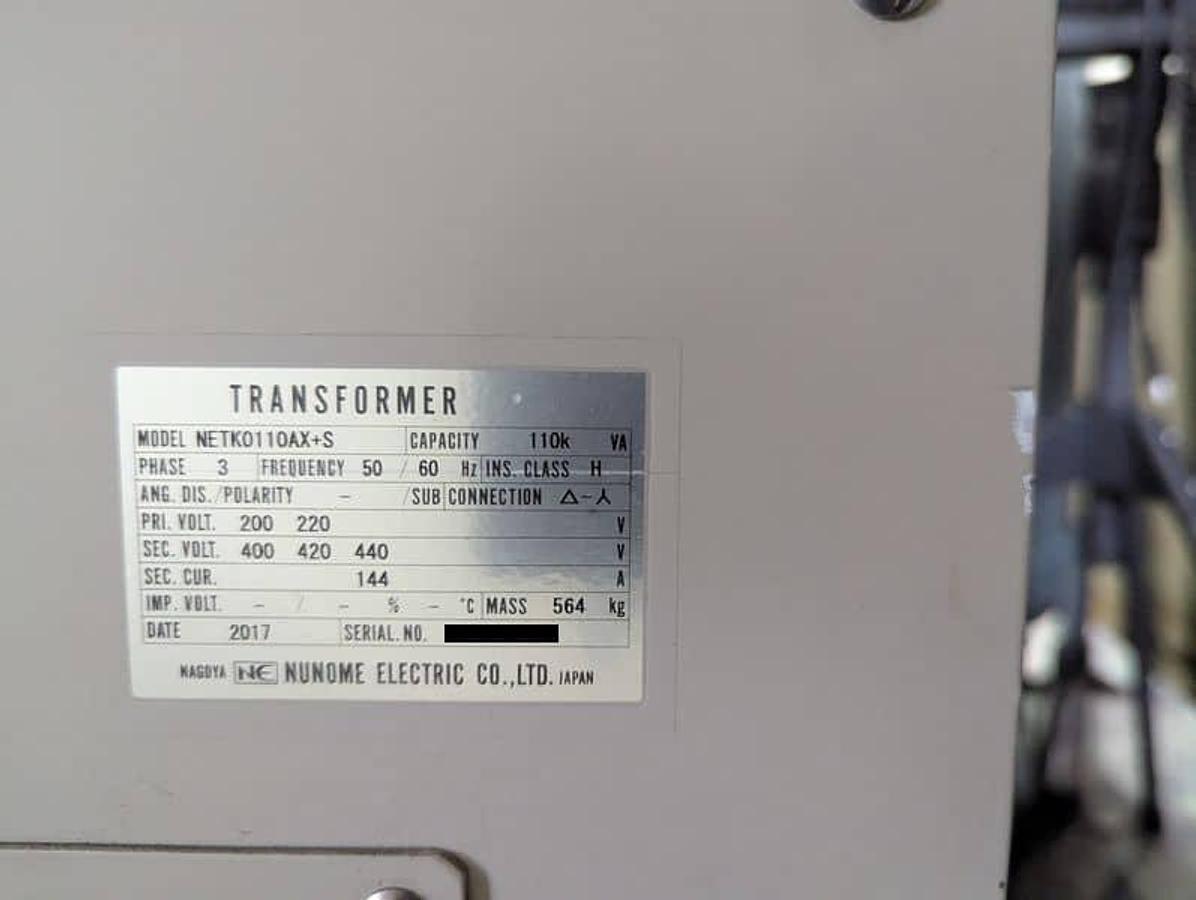 TRANSFORMER
MODEL NETK0110AX+S CAPACITY 110k VA
PHASE 3 FREQUENCY 50 / 60 Hz INS. CLASS H
ANG. DIS./POLARITY - /SUB CONNECTION △-⅄
PRI. VOLT. 200 220 V
SEC. VOLT. 400 420 440 V
SEC. CUR. 144 A
IMP. VOLT. - / - % - °C MASS 564 kg
DATE 2017 SERIAL. NO.
NAGOYA NE NUNOME ELECTRIC CO.,LTD. JAPAN